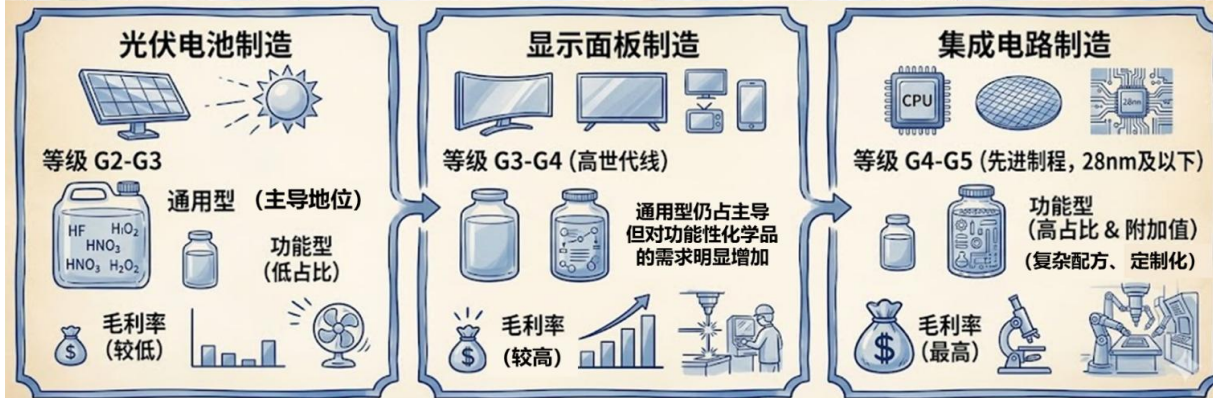 光伏电池制造
等级 G2-G3
通用型 （主导地位）
HF H₂O₂
HNO₃
HNO₃ H₂O₂
功能型
（低占比）
毛利率
（较低）
$
显示面板制造
等级 G3-G4 (高世代线)
通用型仍占主导
但对功能性化学品
的需求明显增加
毛利率
（较高）
$
集成电路制造
CPU
28nm
等级 G4-G5 (先进制程，28nm及以下)
功能型
(高占比 & 附加值)
(复杂配方、定制化)
毛利率
(最高)
$